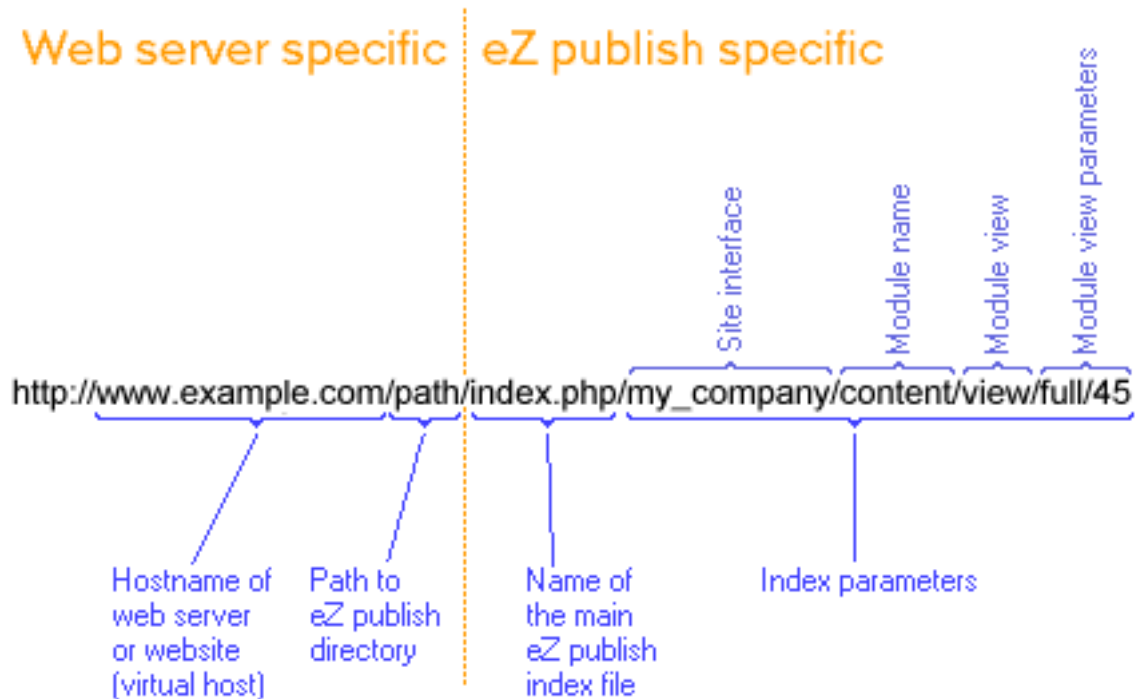 Web server specific
eZ publish specific
Site interface
Module name
Module view
Module view parameters
http://www.example.com/path/index.php/my_company/content/view/full/45
Hostname of
web server
or website
(virtual host)
Path to
eZ publish
directory
Name of
the main
eZ publish
index file
Index parameters